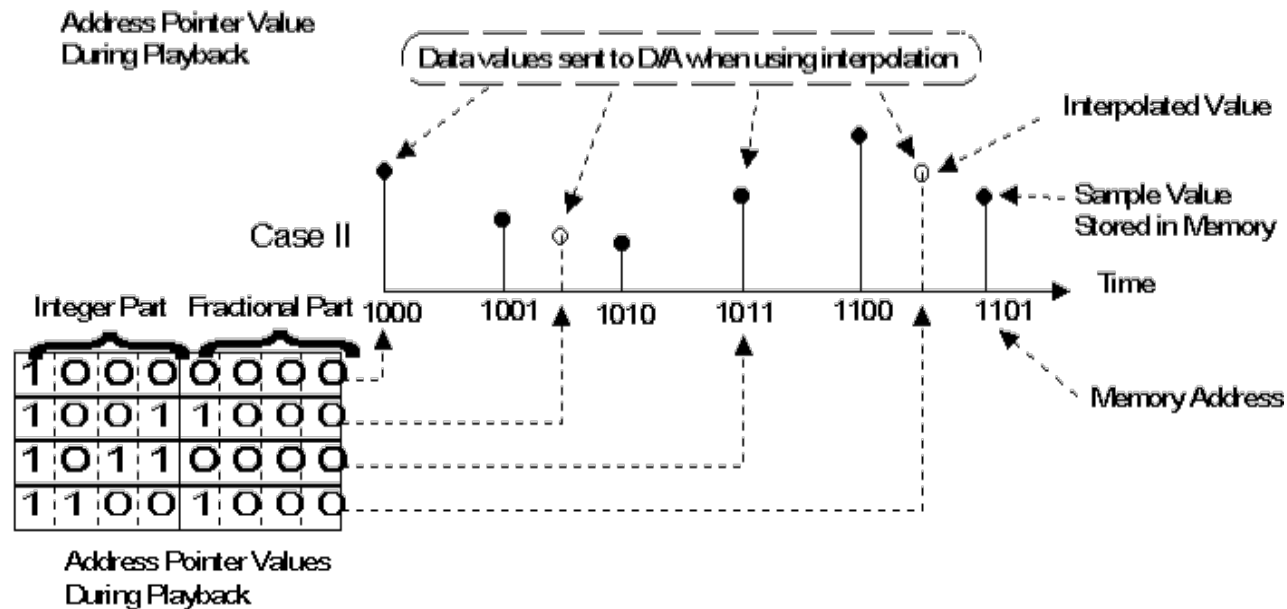 Address Pointer Value
During Playback
Data values sent to D/A when using interpolation
Interpolated Value
Sample Value
Stored in Memory
Case II
Time
Integer Part Fractional Part
1000 1001 1010 1011 1100 1101
1 0 0 0 0 0 0 0
1 0 0 1 1 0 0 0
1 0 1 1 0 0 0 0
1 1 0 0 1 0 0 0
Memory Address
Address Pointer Values
During Playback